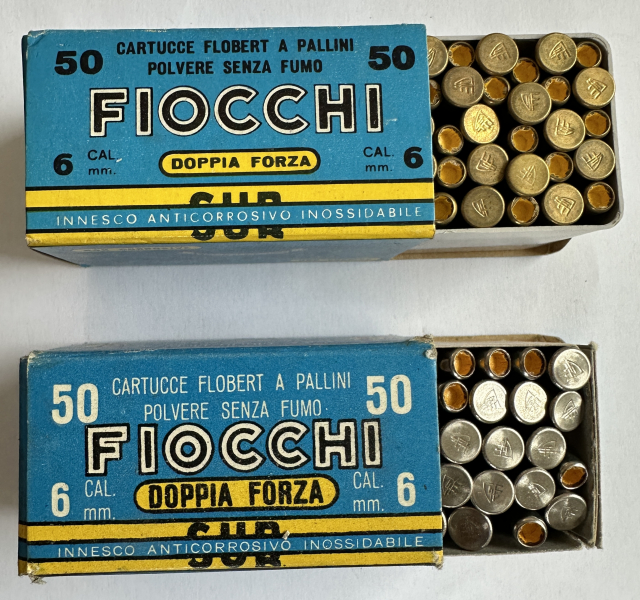 50 CARTUCCE FLOBERT A PALLINI 50
POLVERE SENZA FUMO
FIOCCHI
6 CAL. mm. DOPPIA FORZA CAL. mm. 6
SUR
INNESCO ANTICORROSIVO INOSSIDABILE
50 CARTUCCE FLOBERT A PALLINI 50
POLVERE SENZA FUMO
FIOCCHI
6 CAL. mm. DOPPIA FORZA CAL. mm. 6
SUR
INNESCO ANTICORROSIVO INOSSIDABILE